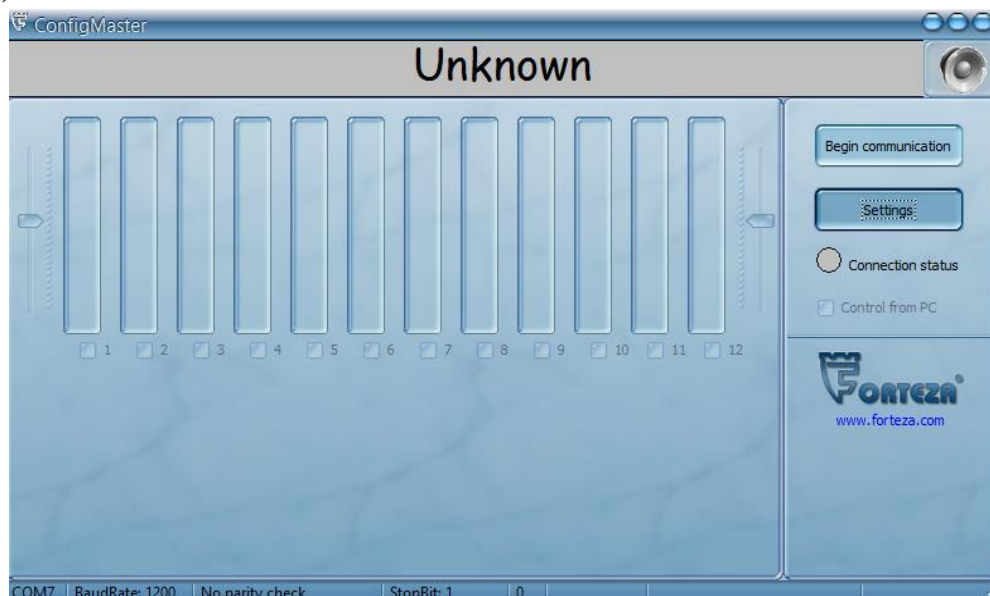 )
ConfigMaster
Unknown
Begin communication
Settings
Connection status
Control from PC
1 2 3 4 5 6 7 8 9 10 11 12
FORTEZA®
www.forteza.com
COM7 BaudRate: 1200 No parity check StopBit: 1 0